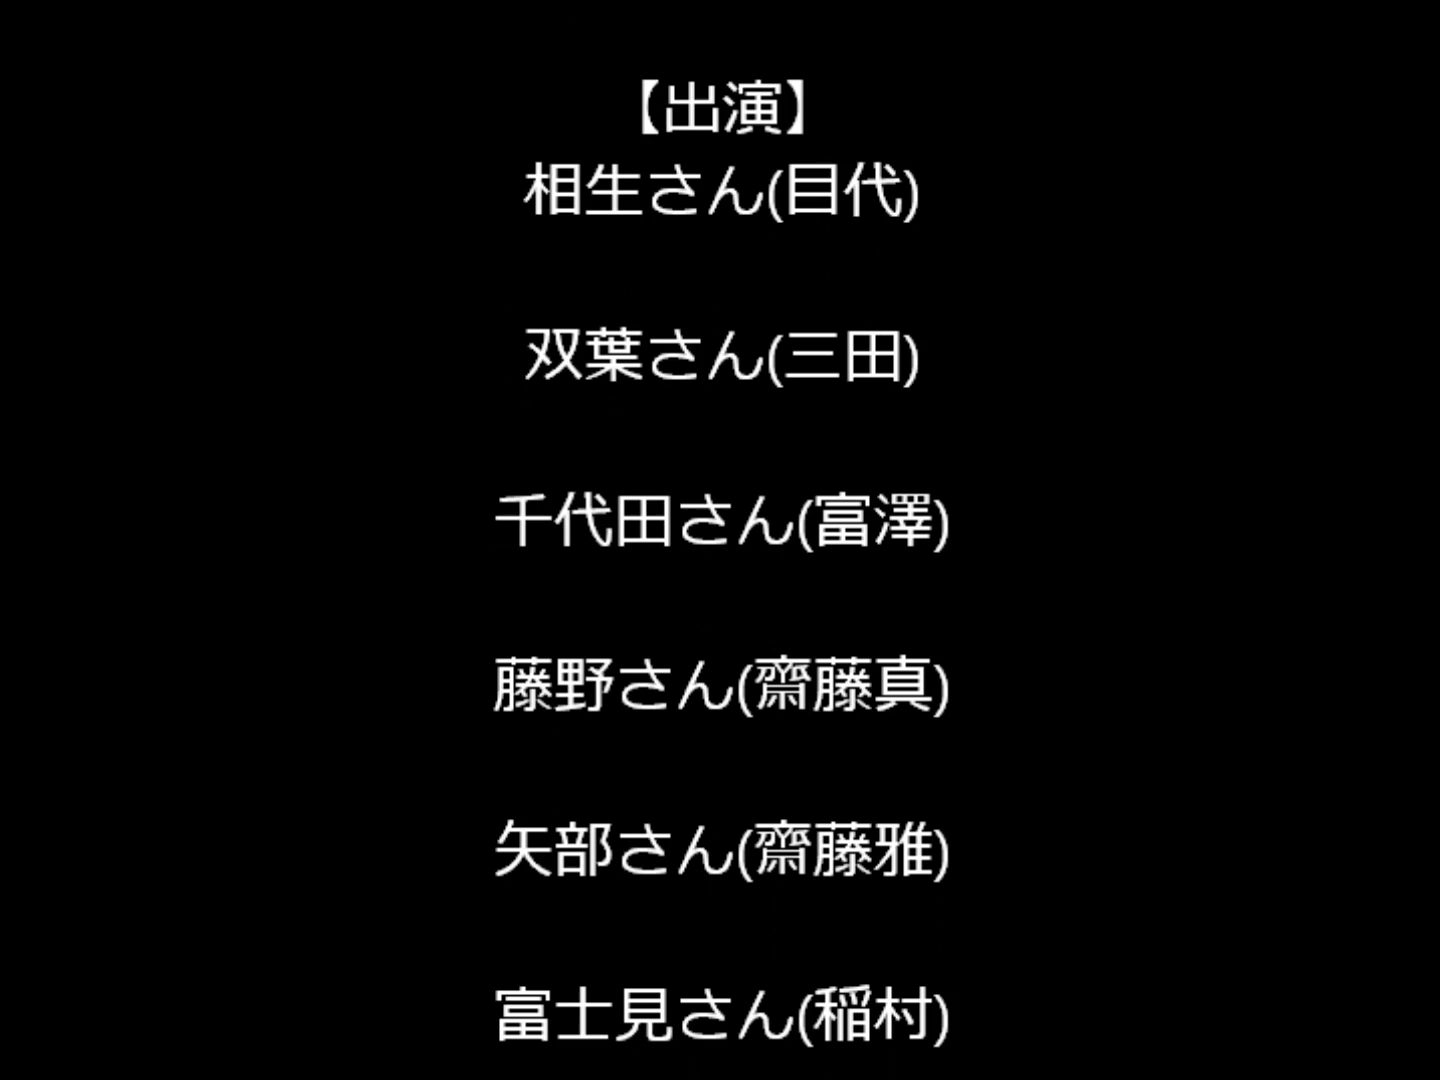 【出演】
相生さん(目代)
双葉さん(三田)
千代田さん(富澤)
藤野さん(齋藤真)
矢部さん(齋藤雅)
富士見さん(稲村)